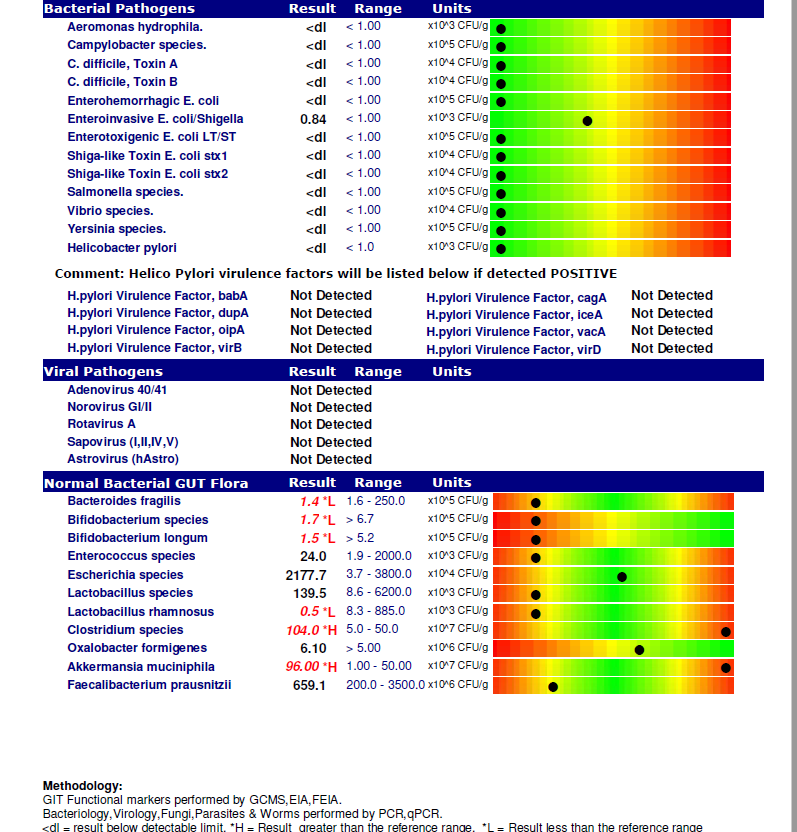 Bacterial Pathogens Result Range Units
Aeromonas hydrophila. <dl < 1.00 x10^3 CFU/g
Campylobacter species. <dl < 1.00 x10^5 CFU/g
C. difficile, Toxin A <dl < 1.00 x10^4 CFU/g
C. difficile, Toxin B <dl < 1.00 x10^4 CFU/g
Enterohemorrhagic E. coli <dl < 1.00 x10^5 CFU/g
Enteroinvasive E. coli/Shigella 0.84 < 1.00 x10^3 CFU/g
Enterotoxigenic E. coli LT/ST <dl < 1.00 x10^5 CFU/g
Shiga-like Toxin E. coli stx1 <dl < 1.00 x10^4 CFU/g
Shiga-like Toxin E. coli stx2 <dl < 1.00 x10^4 CFU/g
Salmonella species. <dl < 1.00 x10^5 CFU/g
Vibrio species. <dl < 1.00 x10^4 CFU/g
Yersinia species. <dl < 1.00 x10^5 CFU/g
Helicobacter pylori <dl < 1.0 x10^3 CFU/g
Comment: Helico Pylori virulence factors will be listed below if detected POSITIVE
H.pylori Virulence Factor, babA Not Detected H.pylori Virulence Factor, cagA Not Detected
H.pylori Virulence Factor, dupA Not Detected H.pylori Virulence Factor, iceA Not Detected
H.pylori Virulence Factor, oipA Not Detected H.pylori Virulence Factor, vacA Not Detected
H.pylori Virulence Factor, virB Not Detected H.pylori Virulence Factor, virD Not Detected
Viral Pathogens Result Range Units
Adenovirus 40/41 Not Detected
Norovirus GI/II Not Detected
Rotavirus A Not Detected
Sapovirus (I,II,IV,V) Not Detected
Astrovirus (hAstro) Not Detected
Normal Bacterial GUT Flora Result Range Units
Bacteroides fragilis 1.4 *L 1.6 - 250.0 x10^5 CFU/g
Bifidobacterium species 1.7 *L > 6.7 x10^5 CFU/g
Bifidobacterium longum 1.5 *L > 5.2 x10^5 CFU/g
Enterococcus species 24.0 1.9 - 2000.0 x10^3 CFU/g
Escherichia species 2177.7 3.7 - 3800.0 x10^4 CFU/g
Lactobacillus species 139.5 8.6 - 6200.0 x10^3 CFU/g
Lactobacillus rhamnosus 0.5 *L 8.3 - 885.0 x10^3 CFU/g
Clostridium species 104.0 *H 5.0 - 50.0 x10^7 CFU/g
Oxalobacter formigenes 6.10 > 5.00 x10^6 CFU/g
Akkermansia muciniphila 96.00 *H 1.00 - 50.00 x10^7 CFU/g
Faecalibacterium prausnitzii 659.1 200.0 - 3500.0 x10^6 CFU/g
Methodology:
GIT Functional markers performed by GCMS,EIA,FEIA.
Bacteriology,Virology,Fungi,Parasites & Worms performed by PCR,qPCR.
<dl = result below detectable limit. *H = Result greater than the reference range. *L = Result less than the reference range